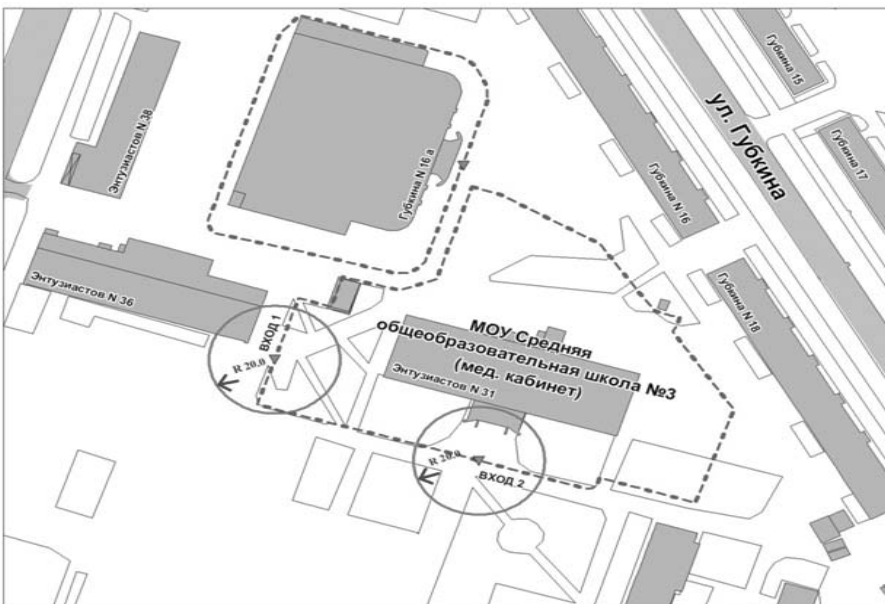 Губкина 15
ул. Губкина
Губкина 17
Энтузиастов N 38
Губкина N 16 а
Губкина N 16
Энтузиастов N 36
Губкина N 18
ВХОД 1
R 20,0
МОУ Средняя
общеобразовательная школа №3
(мед. кабинет)
Энтузиастов N 31
R 20,0
ВХОД 2